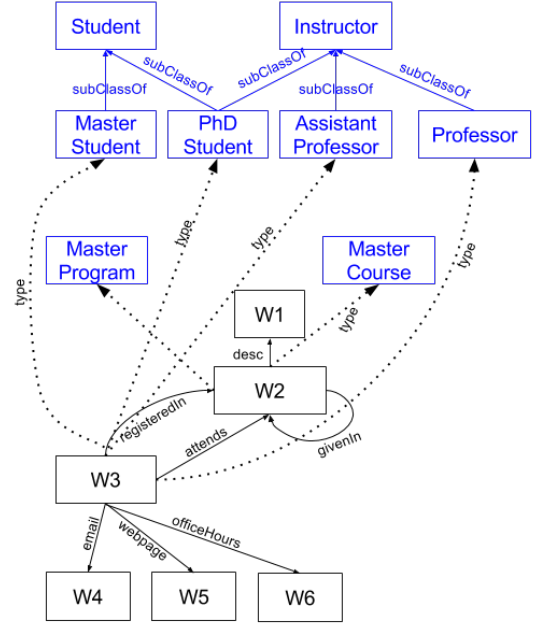 Student
Instructor
subClassOf
subClassOf
subClassOf
subClassOf
subClassOf
Master
Student
PhD
Student
Assistant
Professor
Professor
type
type
type
type
Master
Program
Master
Course
W1
type
desc
W2
registeredIn
attends
givenIn
W3
email
webpage
officeHours
W4
W5
W6